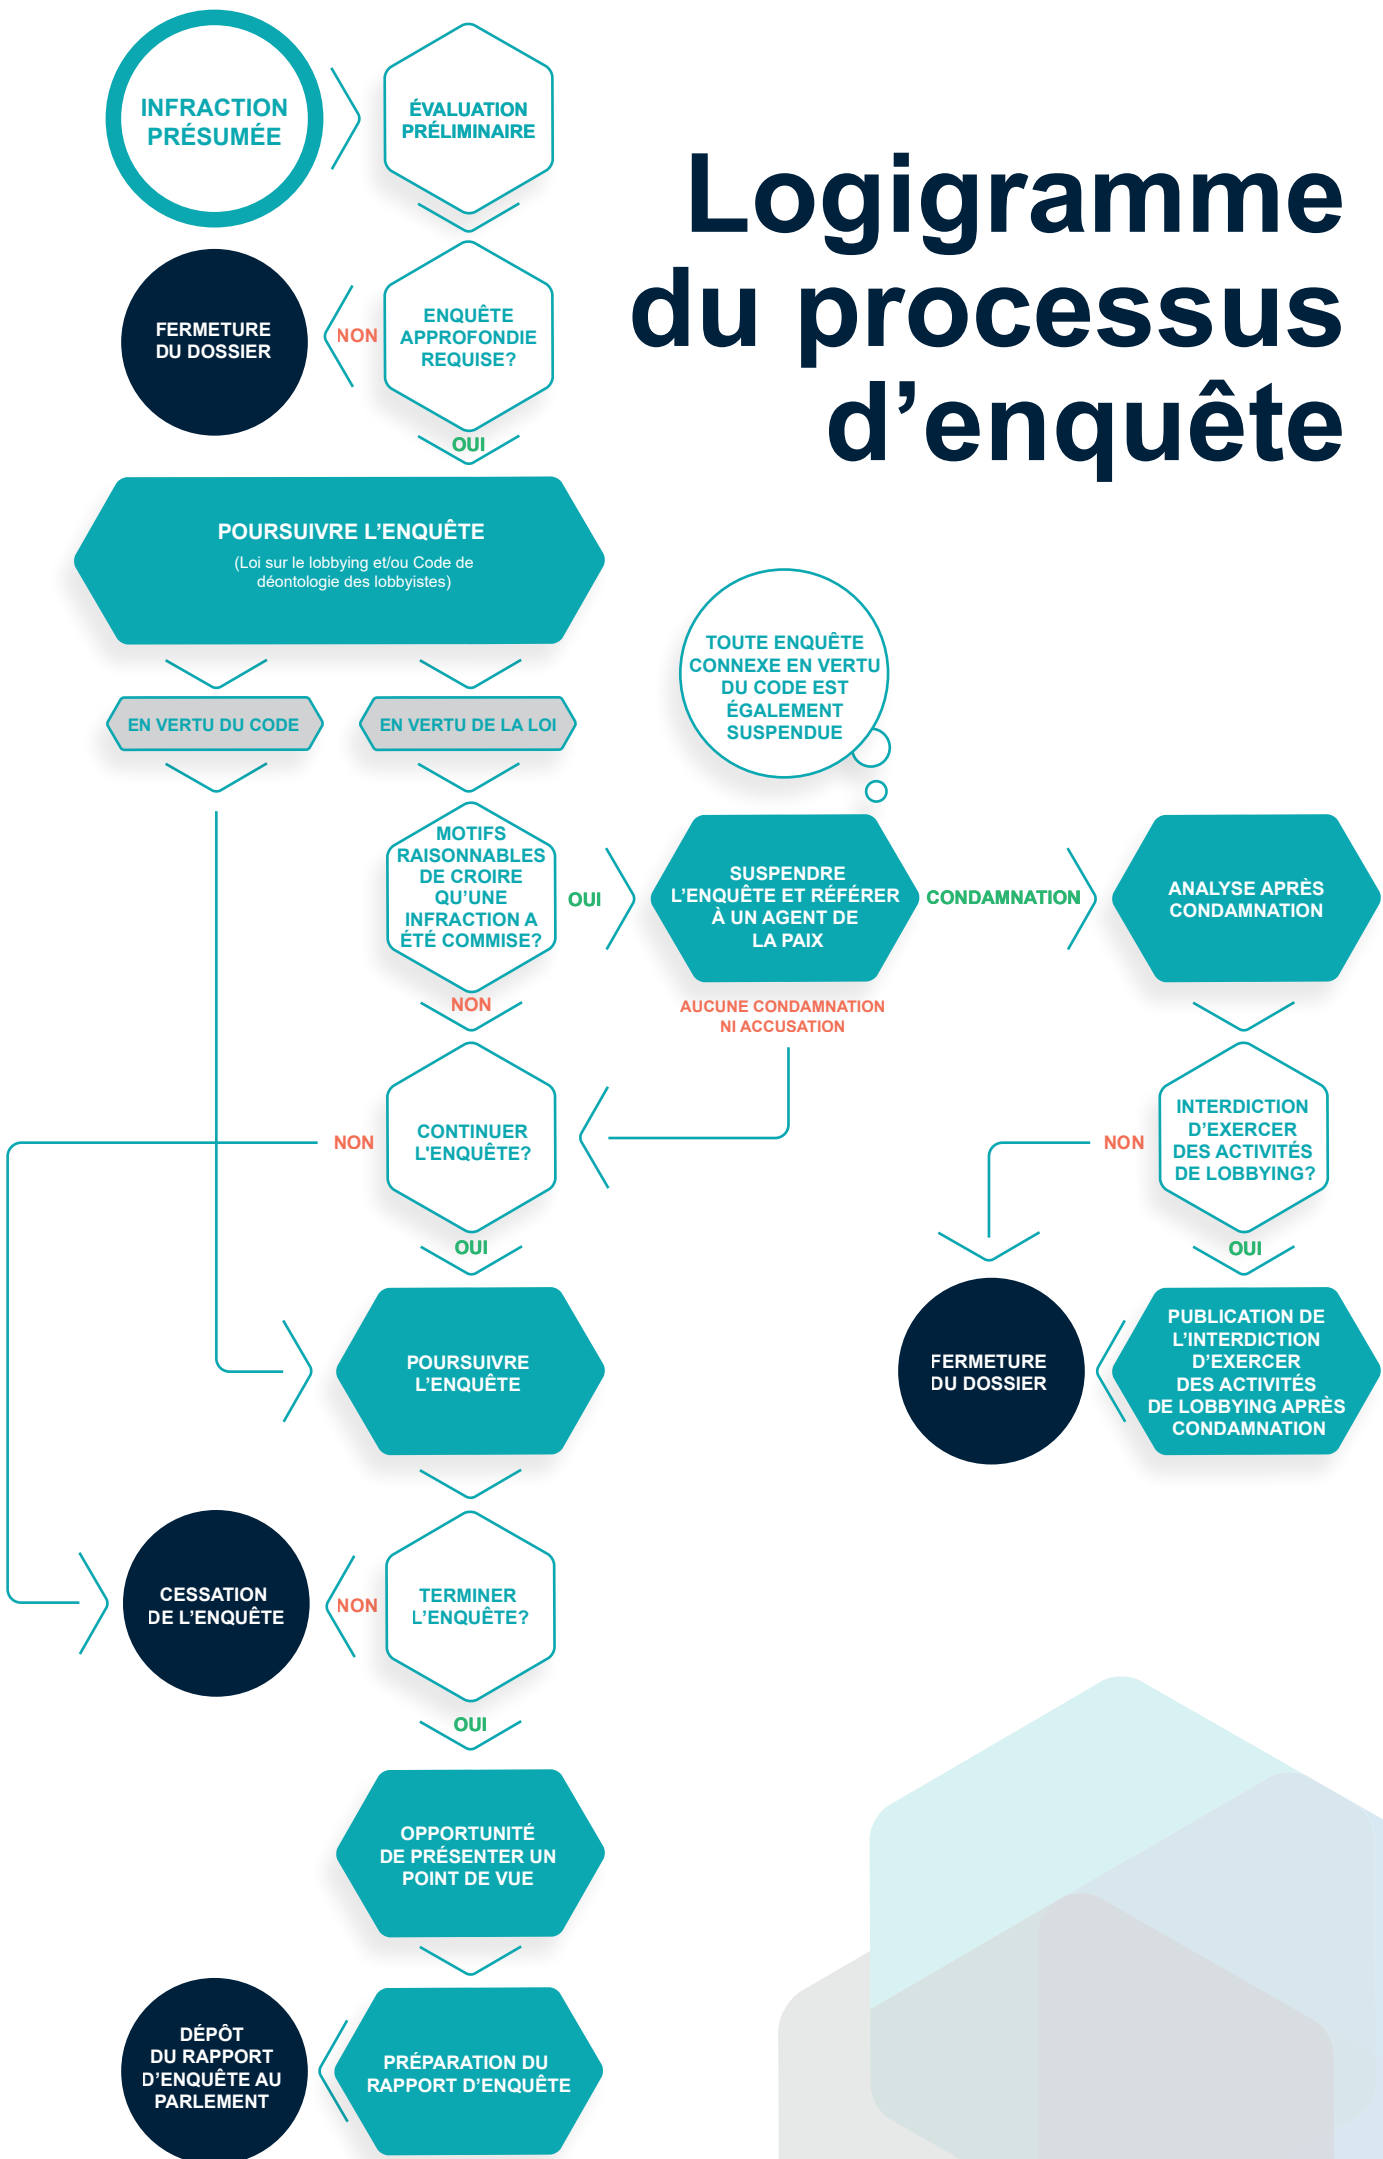 Logigramme
du processus
d’enquête
INFRACTION
PRÉSUMÉE
ÉVALUATION
PRÉLIMINAIRE
FERMETURE
DU DOSSIER
NON
ENQUÊTE
APPROFONDIE
REQUISE?
OUI
POURSUIVRE L’ENQUÊTE
(Loi sur le lobbying et/ou Code de
déontologie des lobbyistes)
EN VERTU DU CODE
EN VERTU DE LA LOI
TOUTE ENQUÊTE
CONNEXE EN VERTU
DU CODE EST
ÉGALEMENT
SUSPENDUE
MOTIFS
RAISONNABLES
DE CROIRE
QU’UNE
INFRACTION A
ÉTÉ COMMISE?
OUI
SUSPENDRE
L’ENQUÊTE ET RÉFÉRER
À UN AGENT DE
LA PAIX
CONDAMNATION
ANALYSE APRÈS
CONDAMNATION
NON
AUCUNE CONDAMNATION
NI ACCUSATION
NON
CONTINUER
L'ENQUÊTE?
NON
INTERDICTION
D’EXERCER
DES ACTIVITÉS
DE LOBBYING?
OUI
OUI
POURSUIVRE
L’ENQUÊTE
FERMETURE
DU DOSSIER
PUBLICATION DE
L’INTERDICTION
D’EXERCER
DES ACTIVITÉS
DE LOBBYING APRÈS
CONDAMNATION
CESSATION
DE L’ENQUÊTE
NON
TERMINER
L’ENQUÊTE?
OUI
OPPORTUNITÉ
DE PRÉSENTER UN
POINT DE VUE
DÉPÔT
DU RAPPORT
D’ENQUÊTE AU
PARLEMENT
PRÉPARATION DU
RAPPORT D’ENQUÊTE